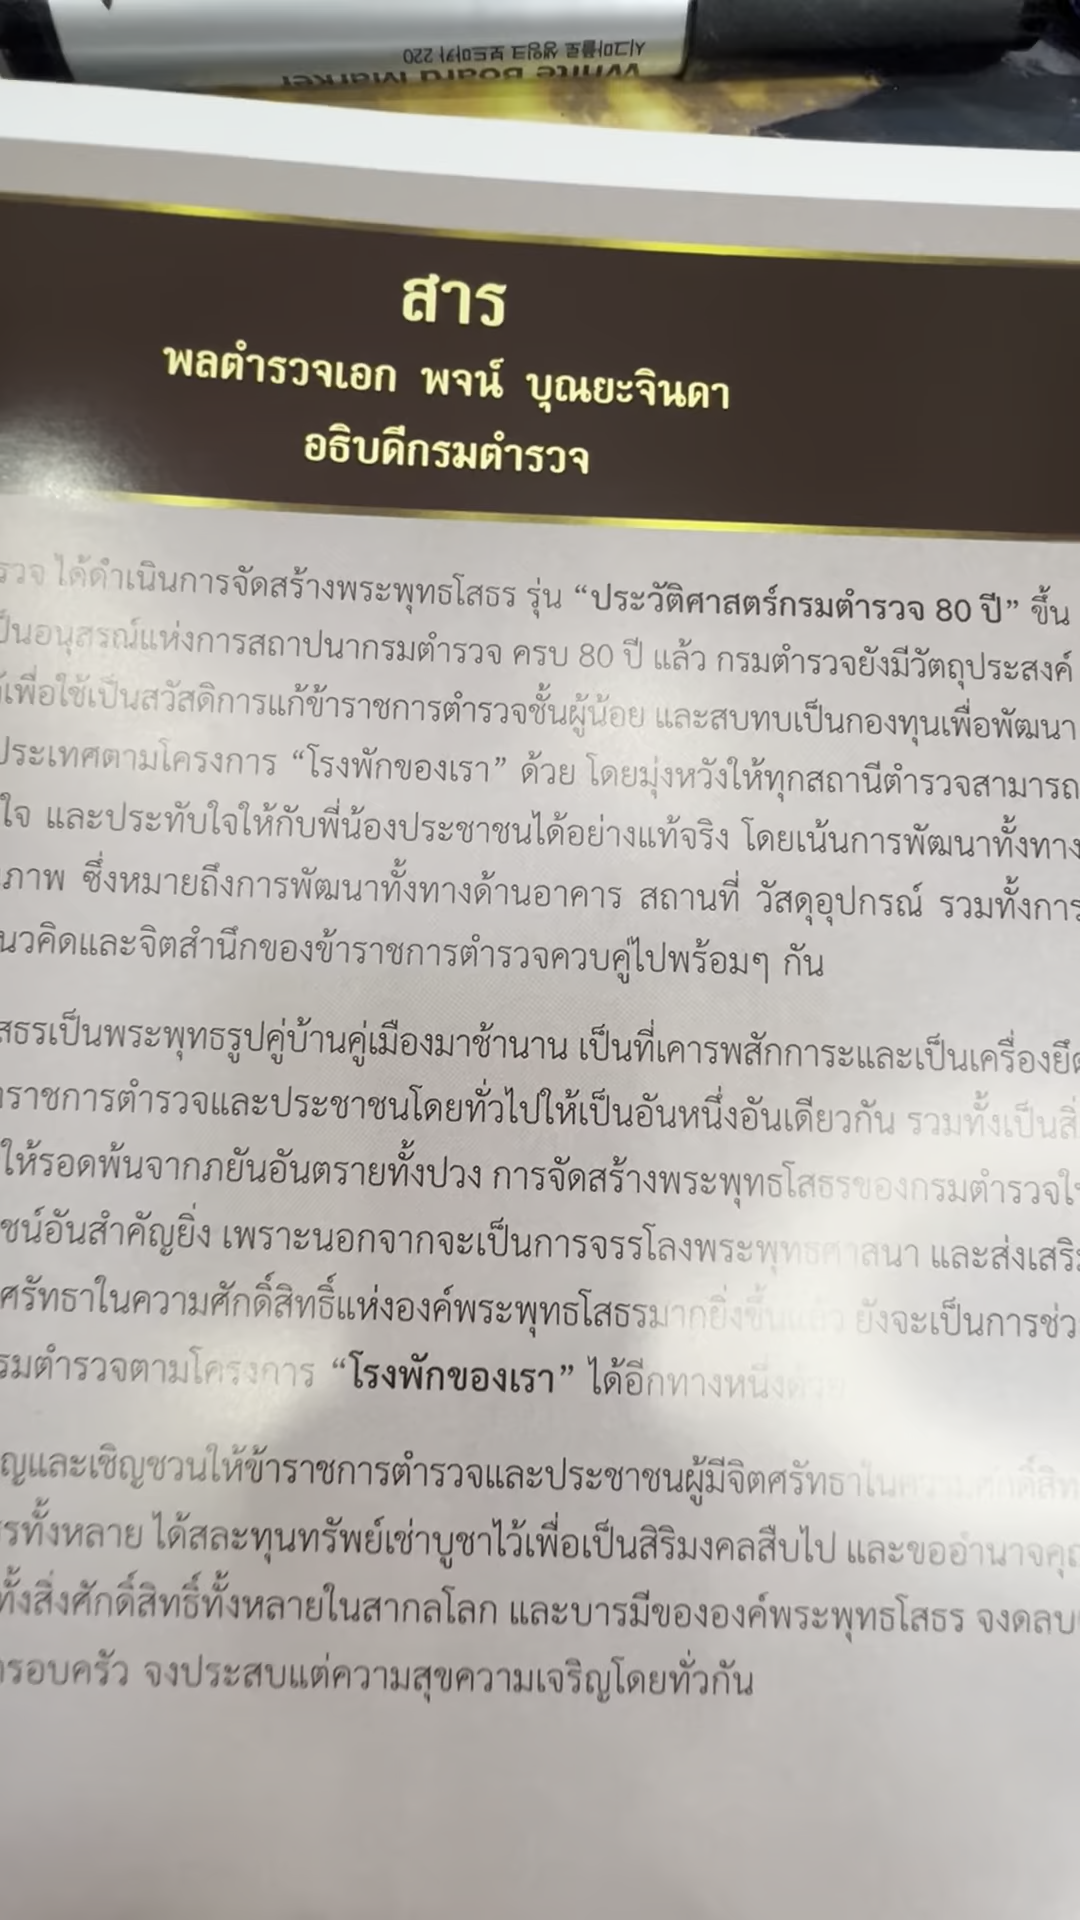 시그마플로 생잉크 보드마카 220
White Board Marker
สาร
พลตำรวจเอก พจน์ บุณยะจินดา
อธิบดีกรมตำรวจ
ได้ดำเนินการจัดสร้างพระพุทธโสธร รุ่น “ประวัติศาสตร์กรมตำรวจ 80 ปี” ขึ้น
เป็นอนุสรณ์แห่งการสถาปนากรมตำรวจ ครบ 80 ปี แล้ว กรมตำรวจยังมีวัตถุประสงค์
เพื่อใช้เป็นสวัสดิการแก้ข้าราชการตำรวจชั้นผู้น้อย และสบทบเป็นกองทุนเพื่อพัฒนา
ประเทศตามโครงการ “โรงพักของเรา” ด้วย โดยมุ่งหวังให้ทุกสถานีตำรวจสามารถ
ใจ และประทับใจให้กับพี่น้องประชาชนได้อย่างแท้จริง โดยเน้นการพัฒนาทั้งทาง
ภาพ ซึ่งหมายถึงการพัฒนาทั้งทางด้านอาคาร สถานที่ วัสดุอุปกรณ์ รวมทั้งการ
นวคิดและจิตสำนึกของข้าราชการตำรวจควบคู่ไปพร้อมๆ กัน
สธรเป็นพระพุทธรูปคู่บ้านคู่เมืองมาช้านาน เป็นที่เคารพสักการะและเป็นเครื่องยึด
ราชการตำรวจและประชาชนโดยทั่วไปให้เป็นอันหนึ่งอันเดียวกัน รวมทั้งเป็นสิ่
ให้รอดพ้นจากภยันอันตรายทั้งปวง การจัดสร้างพระพุทธโสธรของกรมตำรวจใ
ชน์อันสำคัญยิ่ง เพราะนอกจากจะเป็นการจรรโลงพระพุทธศาสนา และส่งเสริ
ศรัทธาในความศักดิ์สิทธิ์แห่งองค์พระพุทธโสธรมากยิ่งขึ้นแล้ว ยังจะเป็นการช่ว
รมตำรวจตามโครงการ “โรงพักของเรา” ได้อีกทางหนึ่งด้วย
ญและเชิญชวนให้ข้าราชการตำรวจและประชาชนผู้มีจิตศรัทธาในความศักดิ์สิท
รทั้งหลาย ได้สละทุนทรัพย์เช่าบูชาไว้เพื่อเป็นสิริมงคลสืบไป และขออำนาจคุณ
ทั้งสิ่งศักดิ์สิทธิ์ทั้งหลายในสากลโลก และบารมีขององค์พระพุทธโสธร จงดลบ
รอบครัว จงประสบแต่ความสุขความเจริญโดยทั่วกัน